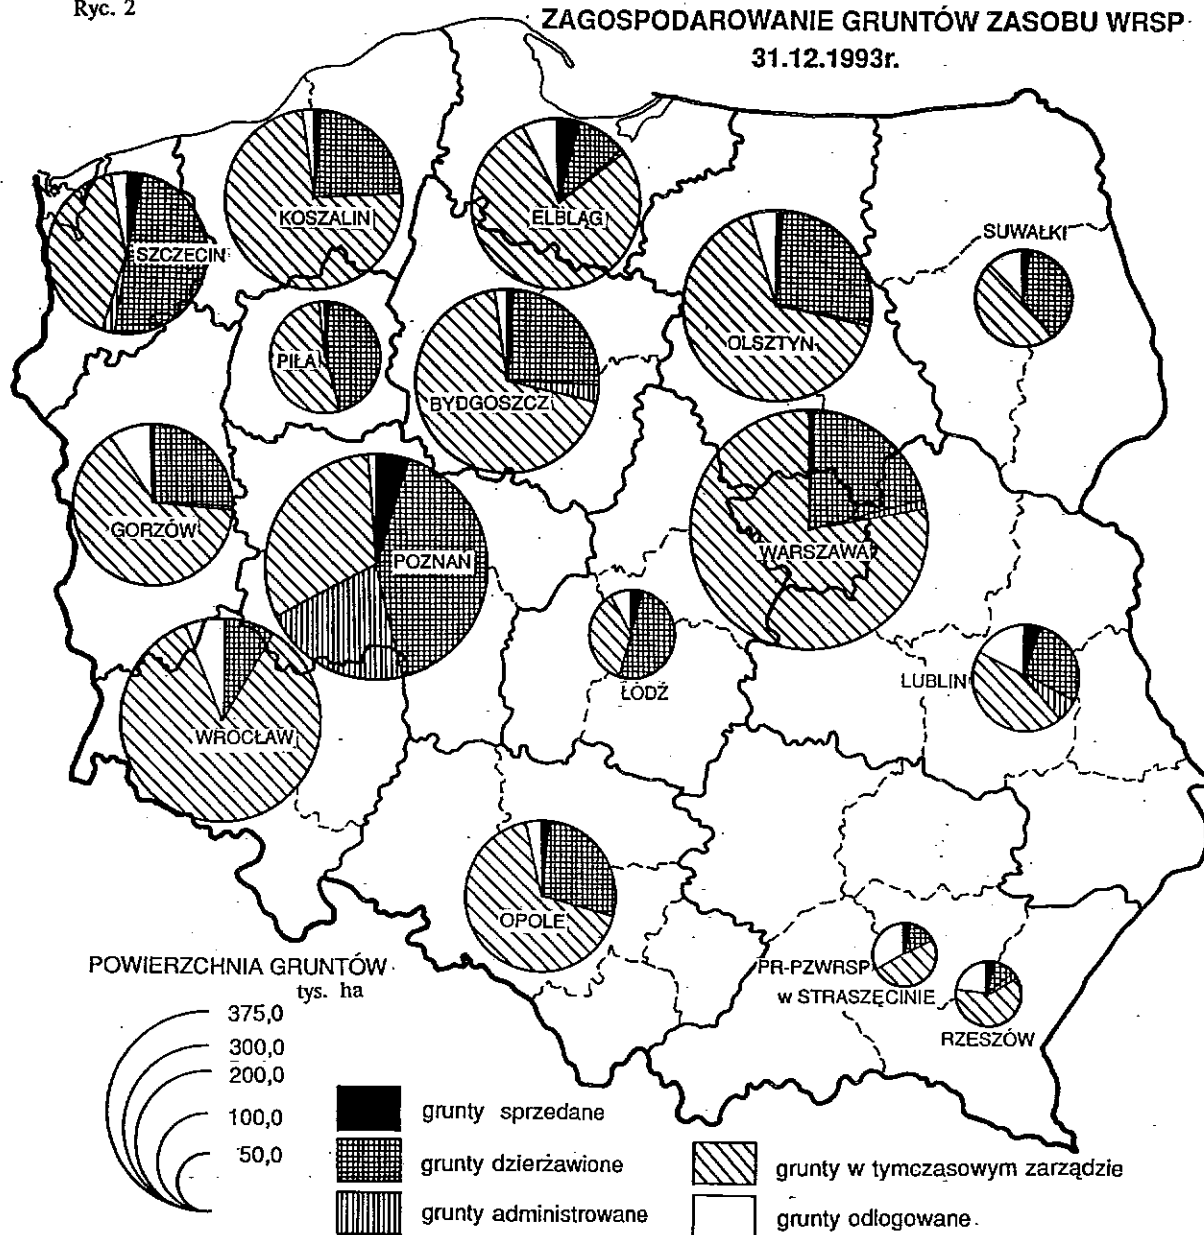 Ryc. 2
ZAGOSPODAROWANIE GRUNTÓW ZASOBU WRSP
31.12.1993r.
KOSZALIN
ELBLĄG
SZCZECIN
SUWAŁKI
OLSZTYN
PIŁA
BYDGOSZCZ
GORZÓW
POZNAŃ
WARSZAWA
ŁÓDŹ
LUBLIN
WROCŁAW
OPOLE
PR-PZWRSP
w STRASZĘCINIE
RZESZÓW
POWIERZCHNIA GRUNTÓW
tys. ha
375,0
300,0
200,0
100,0
50,0
grunty sprzedane
grunty dzierżawione
grunty administrowane
grunty w tymczasowym zarządzie
grunty odłogowane